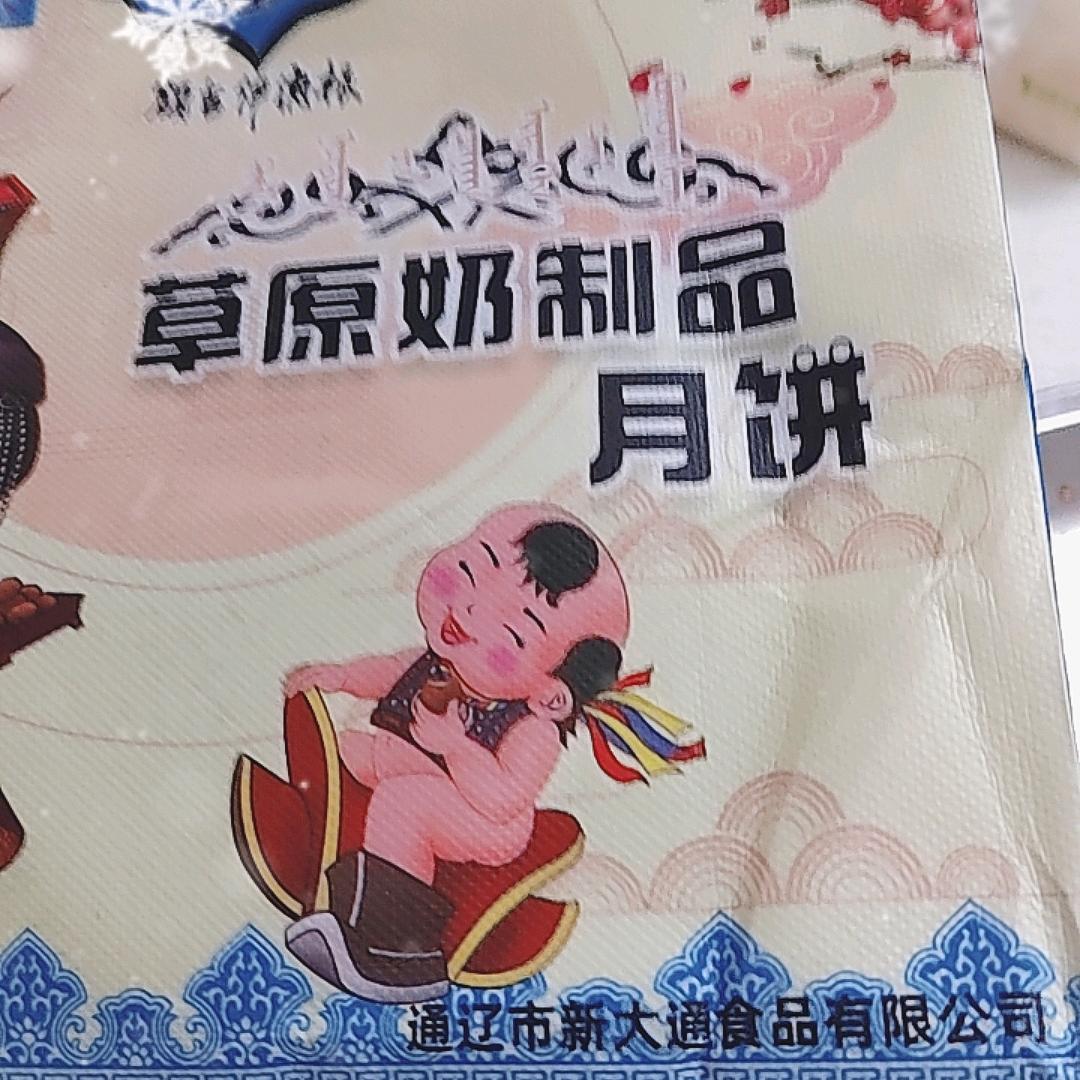 草原奶制品
月饼
通辽市新大通食品有限公司